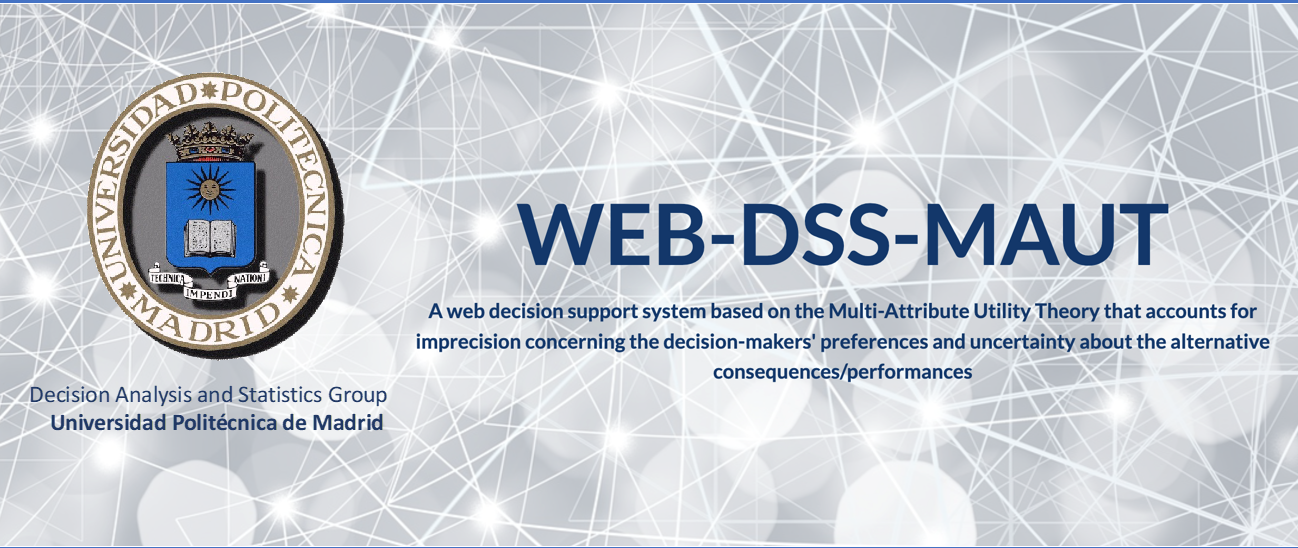 UNIVERSIDAD POLITECNICA
MADRID
TECHNICA IMPENDI NATIONI
Decision Analysis and Statistics Group
Universidad Politécnica de Madrid
WEB-DSS-MAUT
A web decision support system based on the Multi-Attribute Utility Theory that accounts for
imprecision concerning the decision-makers' preferences and uncertainty about the alternative
consequences/performances